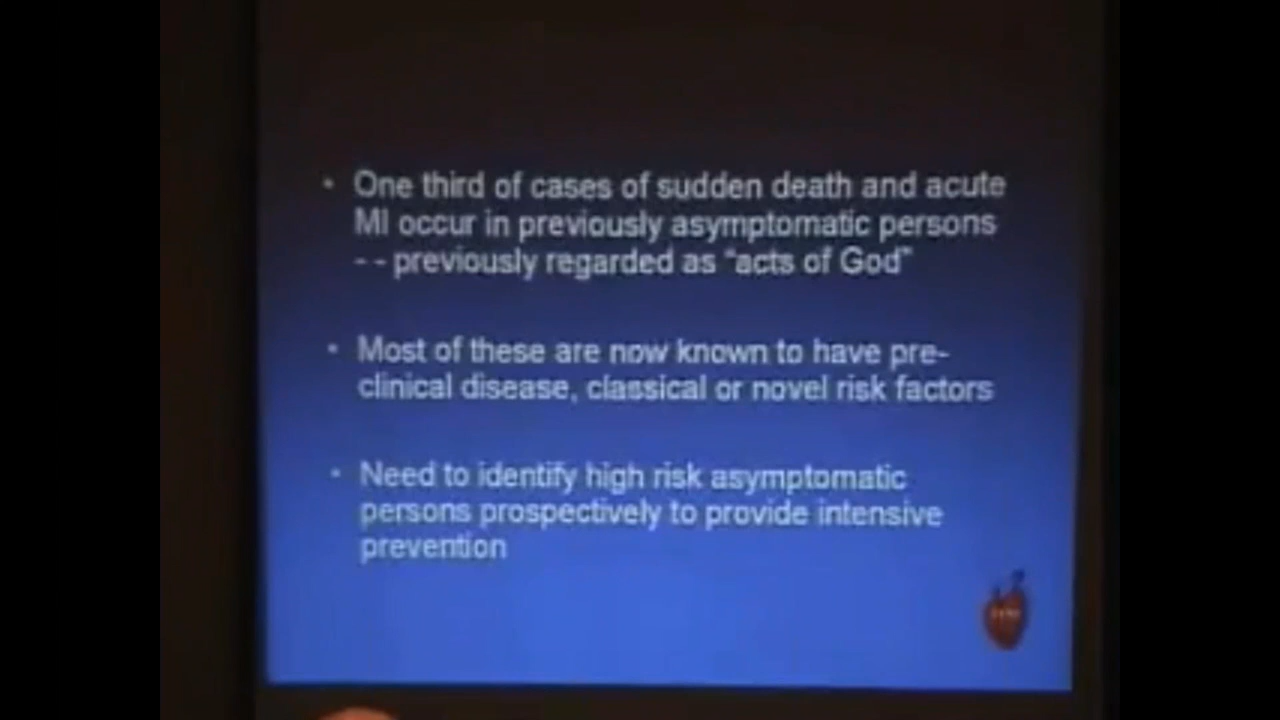 • One third of cases of sudden death and acute
MI occur in previously asymptomatic persons
- - previously regarded as "acts of God"
• Most of these are now known to have pre-
clinical disease, classical or novel risk factors
• Need to identify high risk asymptomatic
persons prospectively to provide intensive
prevention